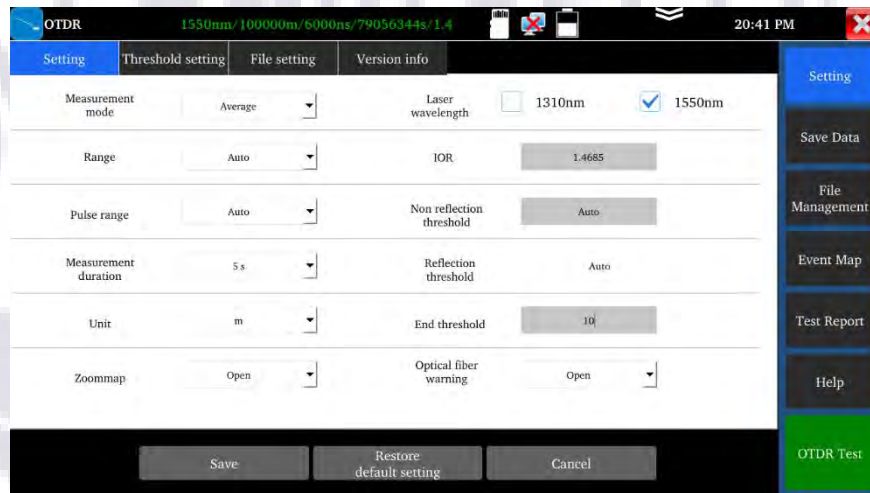 OTDR 1550nm/100000m/6000ns/79056344s/1.4 20:41 PM
Setting Threshold setting File setting Version info
Setting
Measurement mode Average Laser wavelength 1310nm 1550nm
Save Data
Range Auto IOR 1.4685
File Management
Pulse range Auto Non reflection threshold Auto
Measurement duration 5 s Reflection threshold Auto
Event Map
Unit m End threshold 10
Test Report
Zoommap Open Optical fiber warning Open
Help
Save Restore default setting Cancel
OTDR Test